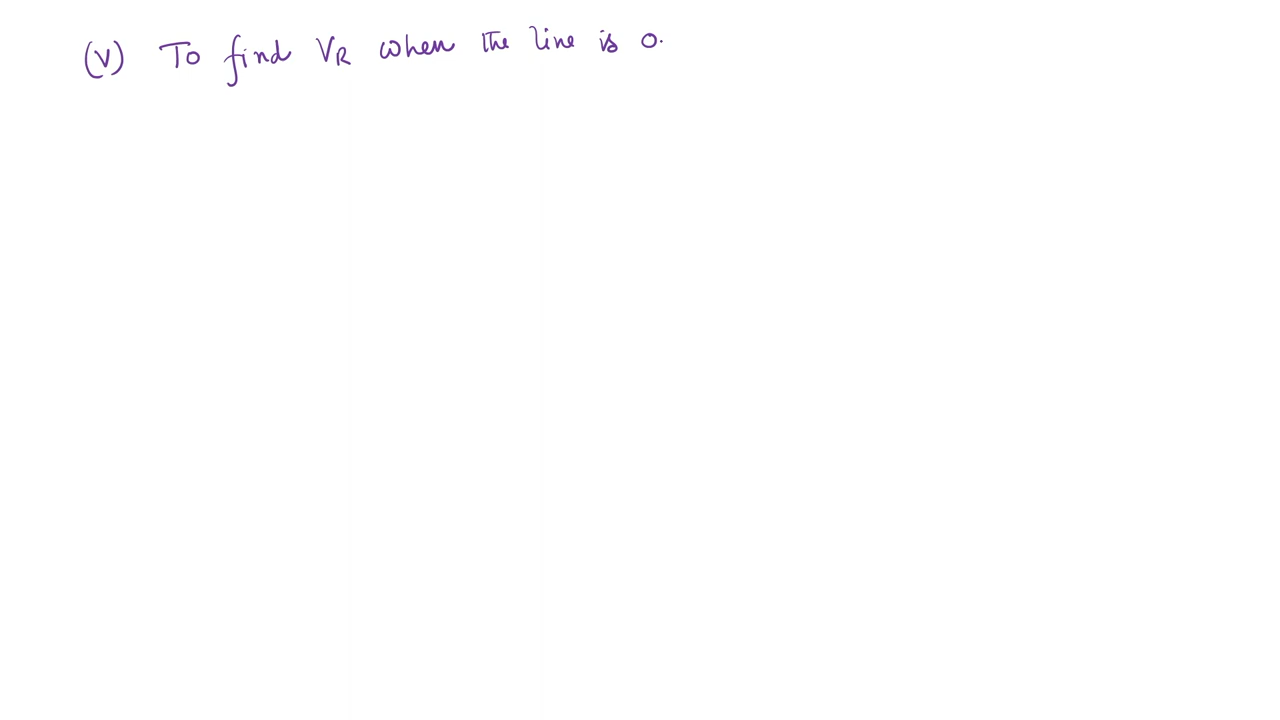 (V) To find VR when the line is o.